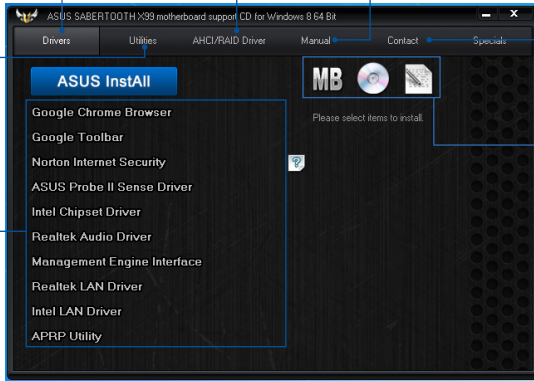 ASUS SABERTOOTH X99 motherboard support CD for Windows 8 64 Bit
Drivers Utilities AHCI/RAID Driver Manual Contact Specials
ASUS InstAll
MB
Please select items to install.
Google Chrome Browser
Google Toolbar
Norton Internet Security
ASUS Probe II Sense Driver
Intel Chipset Driver
Realtek Audio Driver
Management Engine Interface
Realtek LAN Driver
Intel LAN Driver
APRP Utility